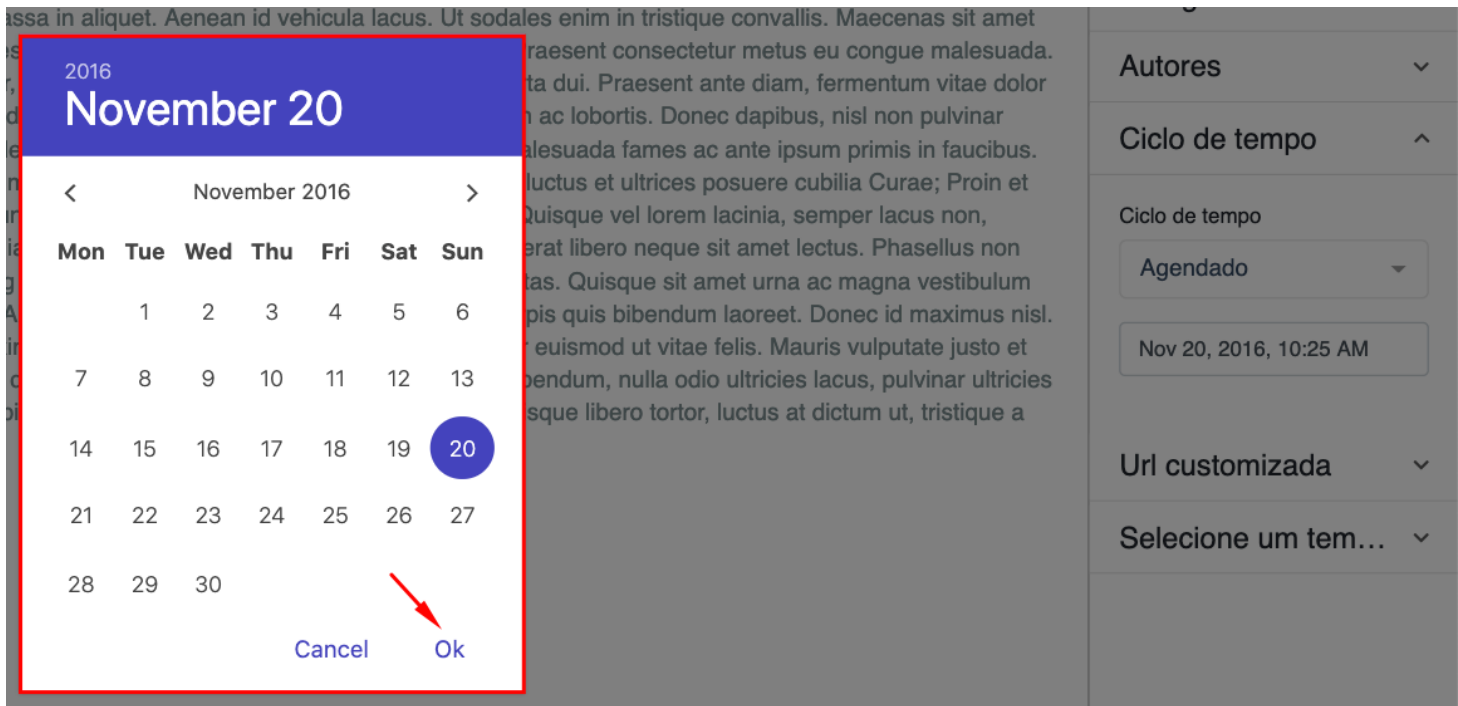 assa in aliquet. Aenean id vehicula lacus. Ut sodales enim in tristique convallis. Maecenas sit amet
raesent consectetur metus eu congue malesuada.
ta dui. Praesent ante diam, fermentum vitae dolor
ac lobortis. Donec dapibus, nisl non pulvinar
alesuada fames ac ante ipsum primis in faucibus.
luctus et ultrices posuere cubilia Curae; Proin et
Quisque vel lorem lacinia, semper lacus non,
erat libero neque sit amet lectus. Phasellus non
tas. Quisque sit amet urna ac magna vestibulum
pis quis bibendum laoreet. Donec id maximus nisl.
euismod ut vitae felis. Mauris vulputate justo et
bendum, nulla odio ultricies lacus, pulvinar ultricies
sque libero tortor, luctus at dictum ut, tristique a
2016
November 20
November 2016
Mon Tue Wed Thu Fri Sat Sun
1 2 3 4 5 6
7 8 9 10 11 12 13
14 15 16 17 18 19 20
21 22 23 24 25 26 27
28 29 30
Cancel Ok
Autores
Ciclo de tempo
Ciclo de tempo
Agendado
Nov 20, 2016, 10:25 AM
Url customizada
Selecione um tem...